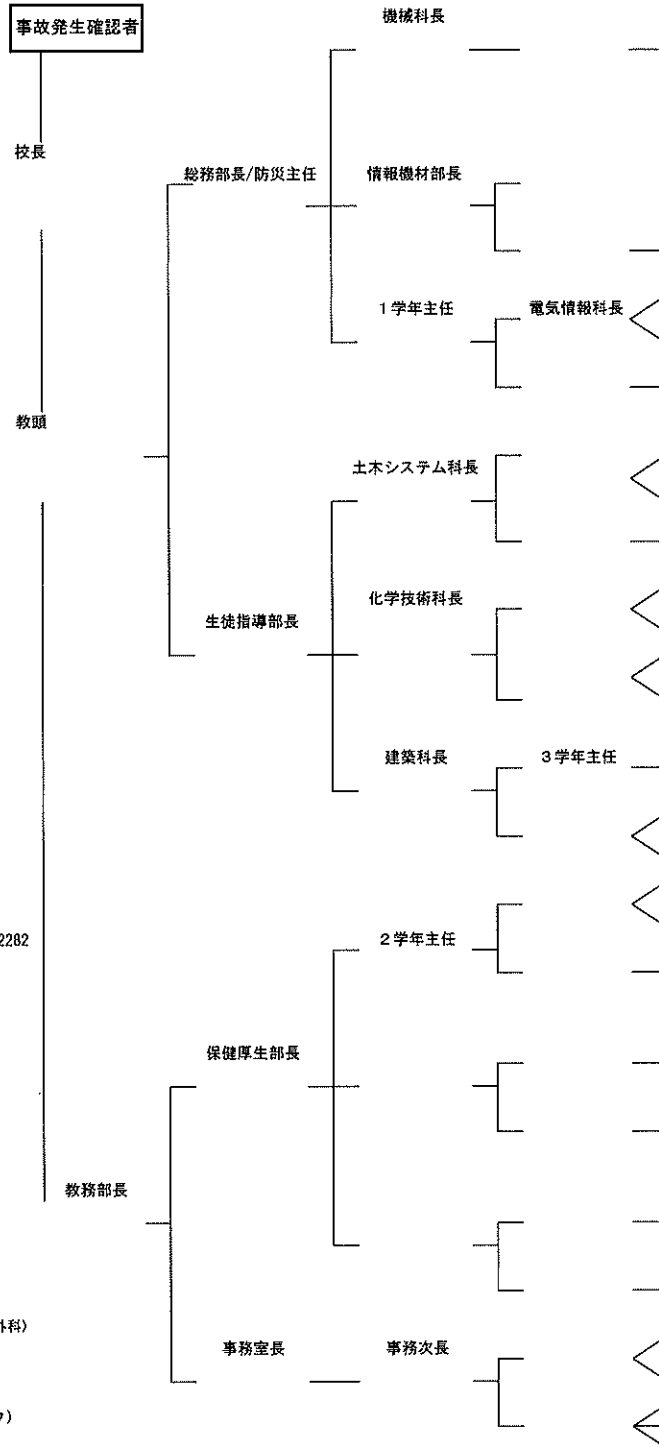 事故発生確認者
機械科長
校長
総務部長/防災主任
情報機材部長
1学年主任
電気情報科長
教頭
土木システム科長
化学技術科長
生徒指導部長
建築科長
3学年主任
2282
2学年主任
保健厚生部長
教務部長
外科)
事務室長
事務次長